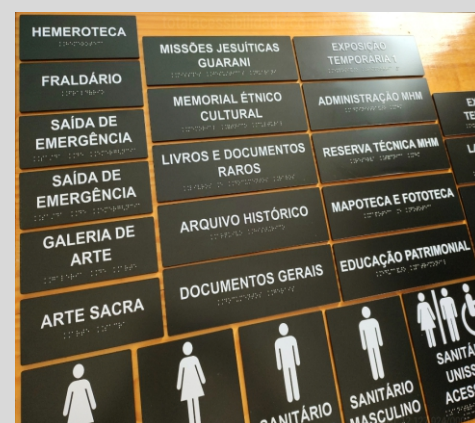 HEMEROTECA
FRALDÁRIO
SAÍDA DE
EMERGÊNCIA
SAÍDA DE
EMERGÊNCIA
GALERIA DE
ARTE
ARTE SACRA
MISSÕES JESUÍTICAS
GUARANI
MEMORIAL ÉTNICO
CULTURAL
LIVROS E DOCUMENTOS
RAROS
ARQUIVO HISTÓRICO
DOCUMENTOS GERAIS
EXPOSIÇÃO
TEMPORARIA 1
ADMINISTRAÇÃO MHM
RESERVA TÉCNICA MHM
MAPOTECA E FOTOTECA
EDUCAÇÃO PATRIMONIAL
SANITÁRIO
SANITÁRIO
MASCULINO